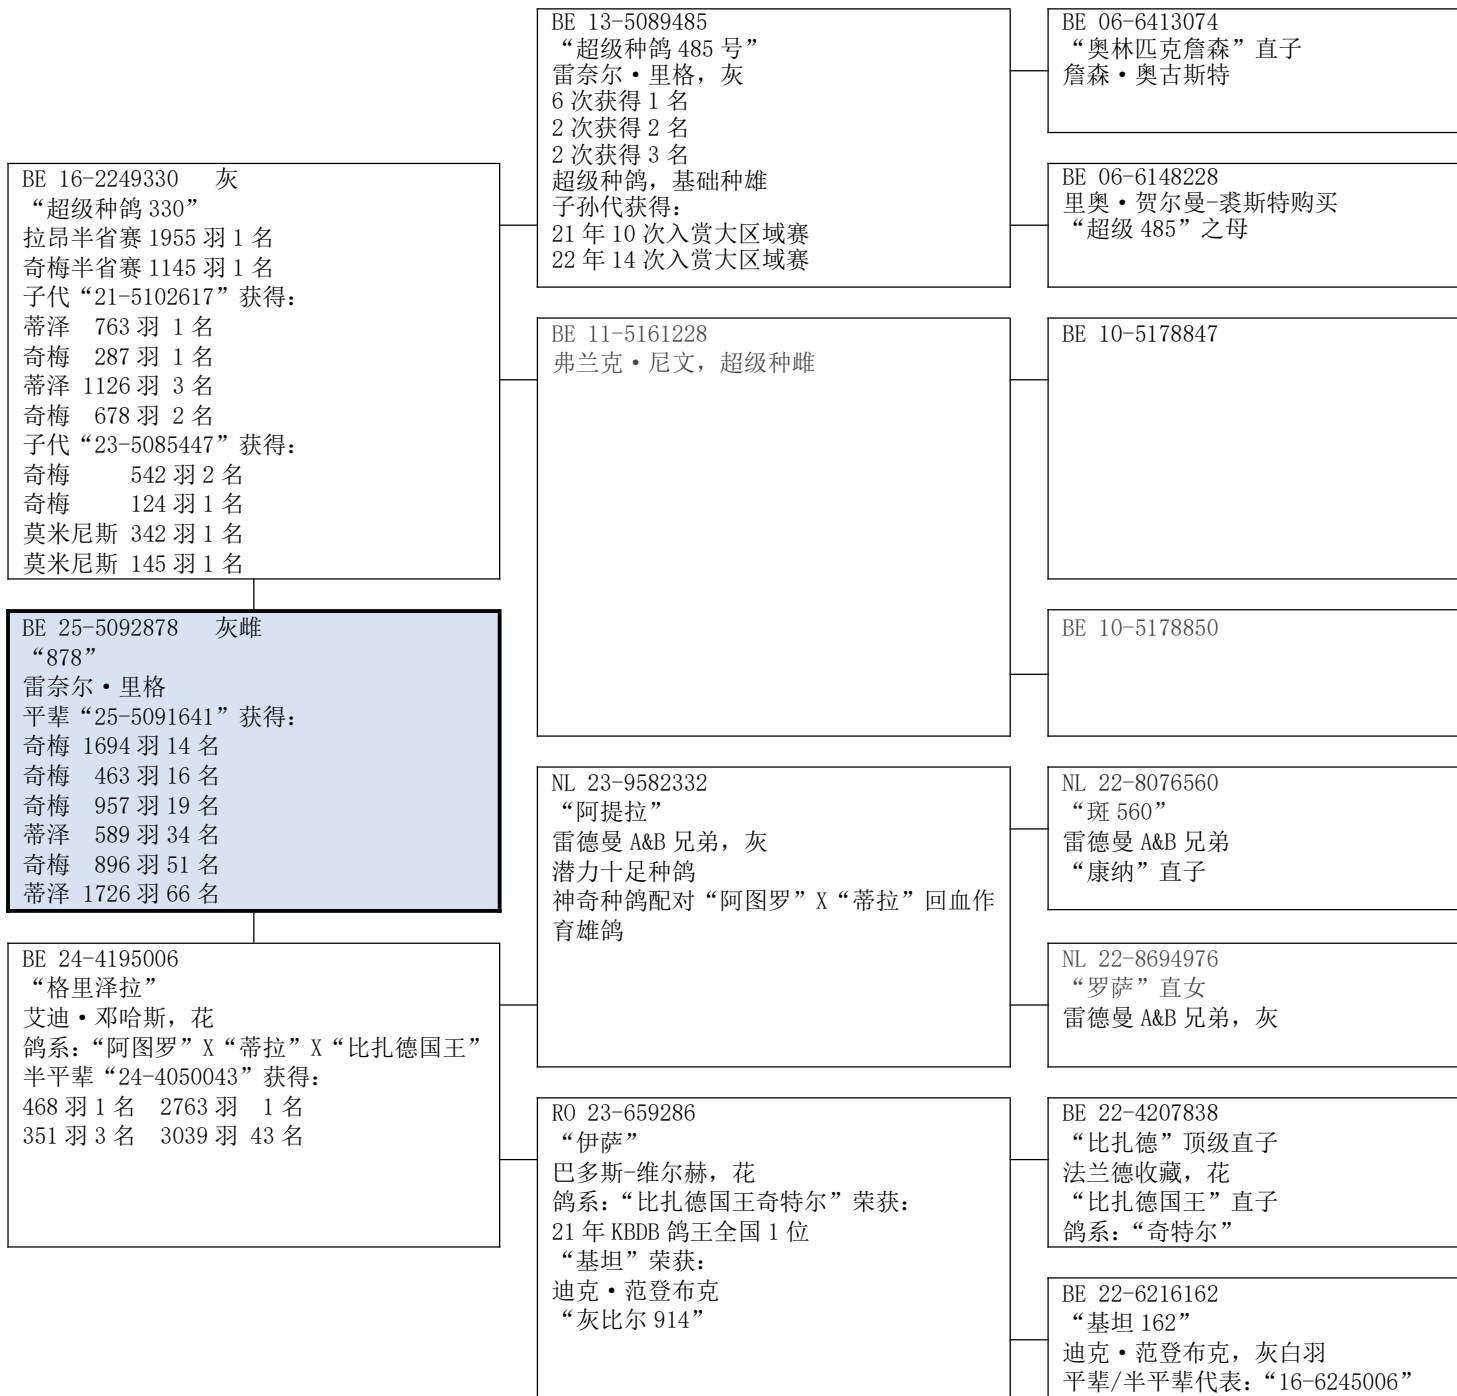 BE 16-2249330 灰
“超级种鸽 330”
拉昂半省赛 1955 羽 1 名
奇梅半省赛 1145 羽 1 名
子代“21-5102617”获得：
蒂泽 763 羽 1 名
奇梅 287 羽 1 名
蒂泽 1126 羽 3 名
奇梅 678 羽 2 名
子代“23-5085447”获得：
奇梅 542 羽 2 名
奇梅 124 羽 1 名
莫米尼斯 342 羽 1 名
莫米尼斯 145 羽 1 名
BE 25-5092878 灰雌
“878”
雷奈尔·里格
平辈“25-5091641”获得：
奇梅 1694 羽 14 名
奇梅 463 羽 16 名
奇梅 957 羽 19 名
蒂泽 589 羽 34 名
奇梅 896 羽 51 名
蒂泽 1726 羽 66 名
BE 24-4195006
“格里泽拉”
艾迪·邓哈斯，花
鸽系：“阿图罗”X“蒂拉”X“比扎德国王”
半平辈“24-4050043”获得：
468 羽 1 名 2763 羽 1 名
351 羽 3 名 3039 羽 43 名
BE 13-5089485
“超级种鸽 485 号”
雷奈尔·里格，灰
6 次获得 1 名
2 次获得 2 名
2 次获得 3 名
超级种鸽，基础种雄
子孙代获得：
21 年 10 次入赏大区域赛
22 年 14 次入赏大区域赛
BE 11-5161228
弗兰克·尼文，超级种雌
NL 23-9582332
“阿提拉”
雷德曼 A&B 兄弟，灰
潜力十足种鸽
神奇种鸽配对“阿图罗”X“蒂拉”回血作
育雄鸽
RO 23-659286
“伊萨”
巴多斯-维尔赫，花
鸽系：“比扎德国王奇特尔”荣获：
21 年 KBDB 鸽王全国 1 位
“基坦”荣获：
迪克·范登布克
“灰比尔 914”
BE 06-6413074
“奥林匹克詹森”直子
詹森·奥古斯特
BE 06-6148228
里奥·贺尔曼-裘斯特购买
“超级 485”之母
BE 10-5178847
BE 10-5178850
NL 22-8076560
“斑 560”
雷德曼 A&B 兄弟
“康纳”直子
NL 22-8694976
“罗萨”直女
雷德曼 A&B 兄弟，灰
BE 22-4207838
“比扎德”顶级直子
法兰德收藏，花
“比扎德国王”直子
鸽系：“奇特尔”
BE 22-6216162
“基坦 162”
迪克·范登布克，灰白羽
平辈/半平辈代表：“16-6245006”